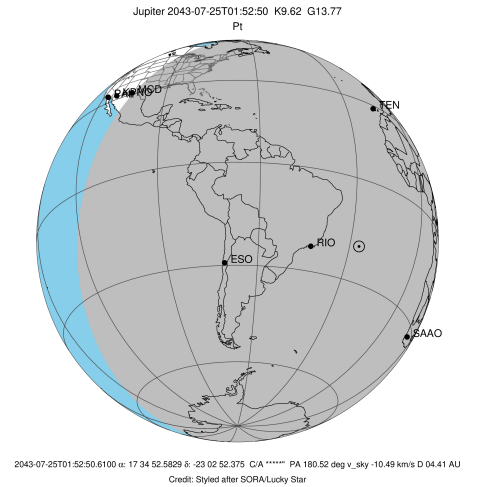 Jupiter 2043-07-25T01:52:50 K9.62 G13.77
Pt
MCD
TEN
RIO
ESO
SAAO
2043-07-25T01:52:50.6100 α: 17 34 52.5829 δ: -23 02 52.375 C/A *****" PA 180.52 deg v_sky -10.49 km/s D 04.41 AU
Credit: Styled after SORA/Lucky Star